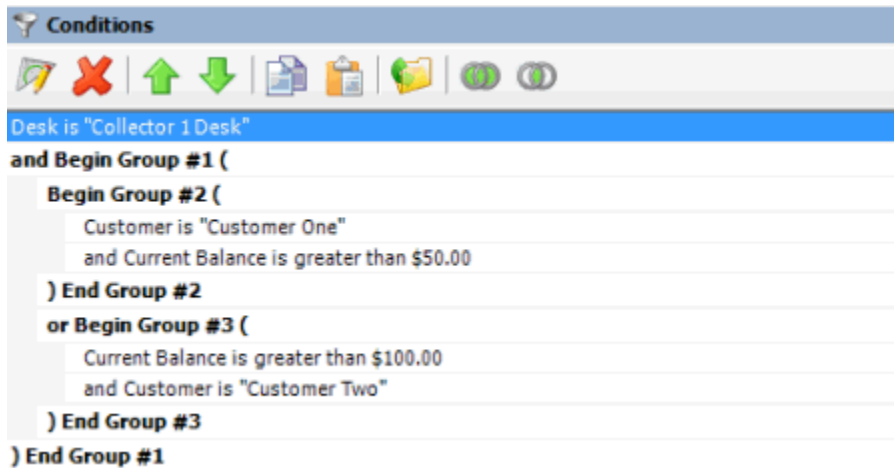 Conditions
Desk is "Collector 1 Desk"
and Begin Group #1 (
Begin Group #2 (
Customer is "Customer One"
and Current Balance is greater than $50.00
) End Group #2
or Begin Group #3 (
Current Balance is greater than $100.00
and Customer is "Customer Two"
) End Group #3
) End Group #1